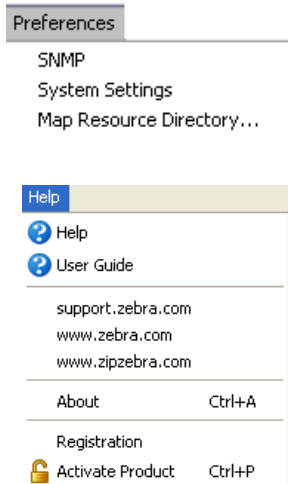 Preferences
SNMP
System Settings
Map Resource Directory...
Help
Help
User Guide
support.zebra.com
www.zebra.com
www.zipzebra.com
About Ctrl+A
Registration
Activate Product Ctrl+P